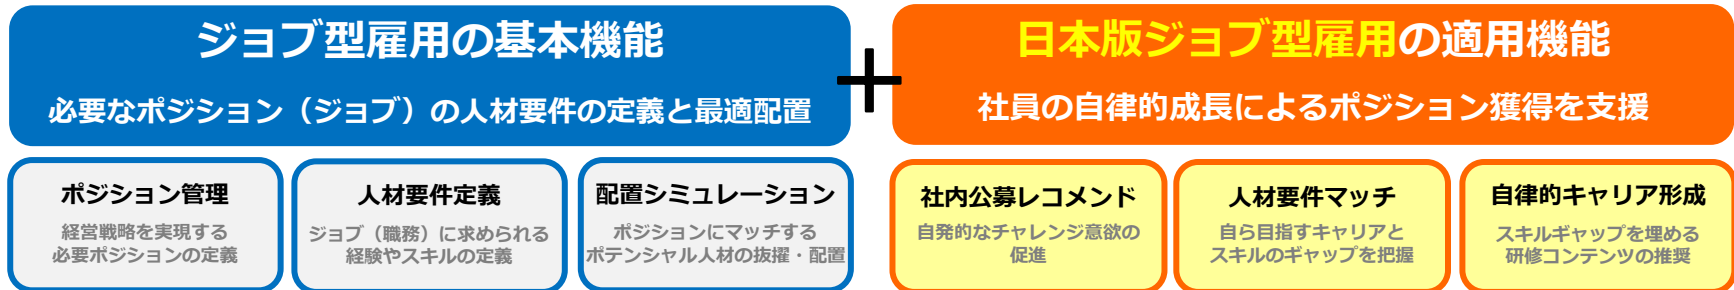 ジョブ型雇用の基本機能
必要なポジション（ジョブ）の人材要件の定義と最適配置
+
日本版ジョブ型雇用の適用機能
社員の自律的成長によるポジション獲得を支援
ポジション管理
経営戦略を実現する
必要ポジションの定義
人材要件定義
ジョブ（職務）に求められる
経験やスキルの定義
配置シミュレーション
ポジションにマッチする
ポテンシャル人材の抜擢・配置
社内公募レコメンド
自発的なチャレンジ意欲の
促進
人材要件マッチ
自ら目指すキャリアと
スキルのギャップを把握
自律的キャリア形成
スキルギャップを埋める
研修コンテンツの推奨